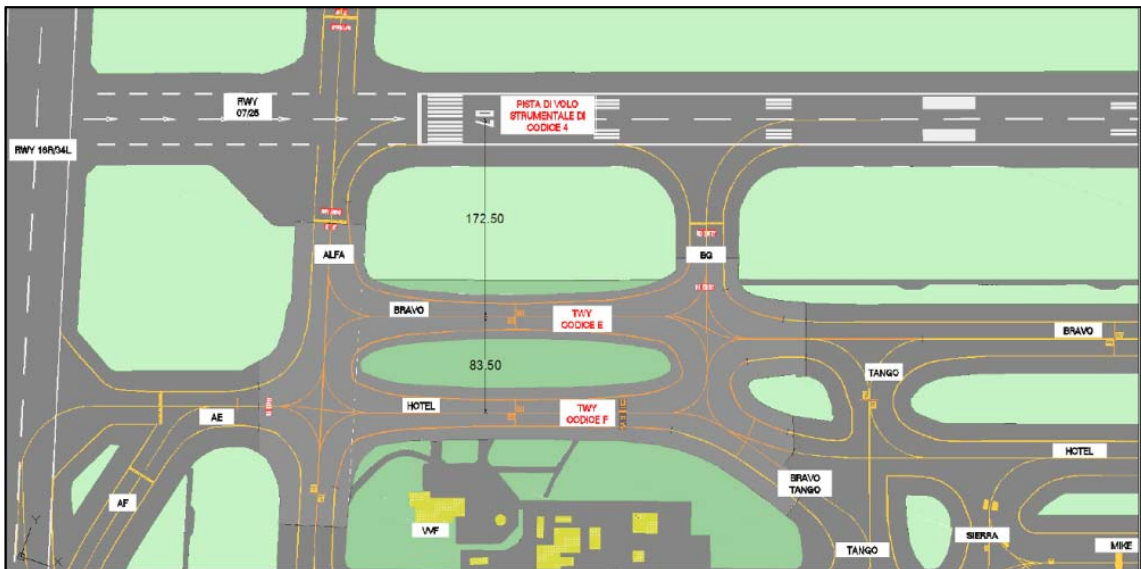 RWY
07/25
PISTA DI VOLO
STRUMENTALE DI
CODICE 4
RWY 16R/34L
172.50
ALFA
BG
BRAVO
TWY
CODICE E
BRAVO
83.50
TANGO
HOTEL
TWY
CODICE F
AE
HOTEL
BRAVO
TANGO
AF
VVF
SIERRA
TANGO
MIKE
Y
X